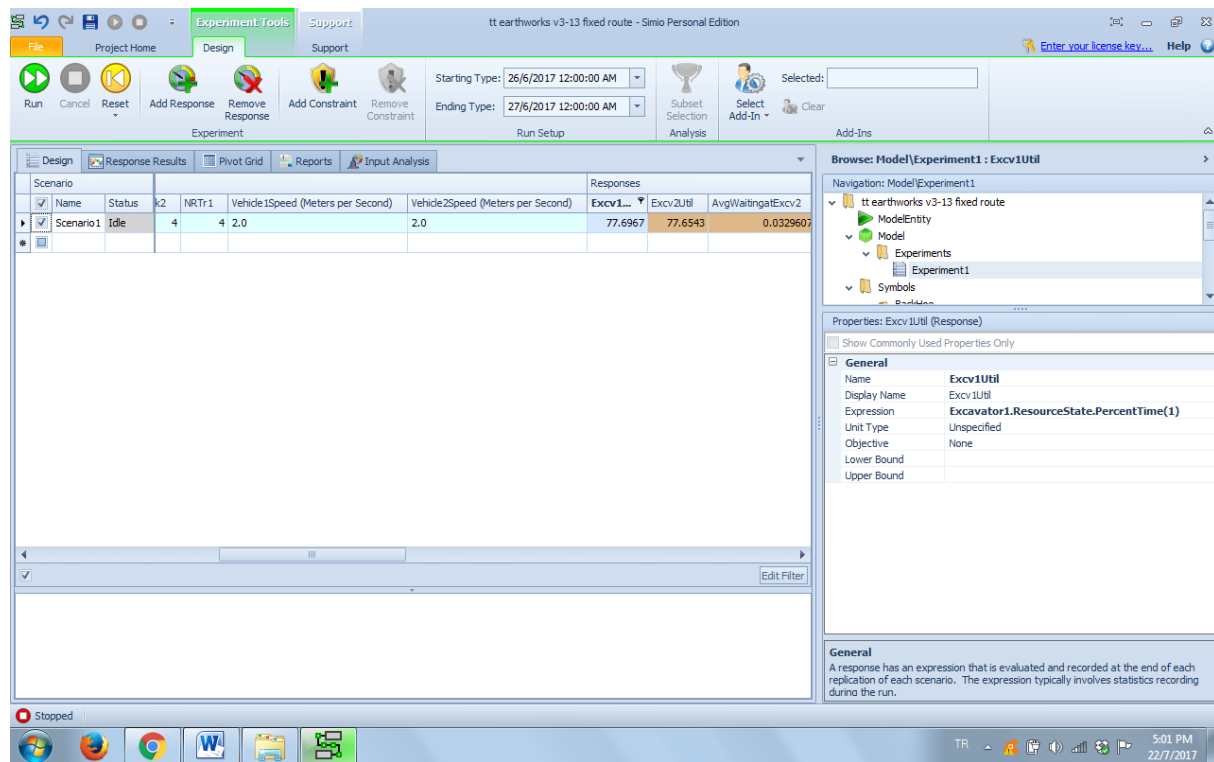 Experiment Tools Support tt earthworks v3-13 fixed route - Simio Personal Edition
File Project Home Design Support Enter your license key... Help
Run Cancel Reset Add Response Remove Response Add Constraint Remove Constraint Starting Type: 26/6/2017 12:00:00 AM Subset Selection Select Add-In Selected:
Ending Type: 27/6/2017 12:00:00 AM Clear
Experiment Run Setup Analysis Add-Ins
Design Response Results Pivot Grid Reports Input Analysis
Scenario Responses
Name Status k2 NRTr1 Vehicle1Speed (Meters per Second) Vehicle2Speed (Meters per Second) Excv1... Excv2Util AvgWaitingatExcv2
Scenario1 Idle 4 4 2.0 2.0 77.6967 77.6543 0.0329607
Edit Filter
Browse: Model\Experiment1 : Excv1Util
Navigation: Model\Experiment1
tt earthworks v3-13 fixed route
ModelEntity
Model
Experiments
Experiment1
Symbols
BackHoe
Properties: Excv1Util (Response)
Show Commonly Used Properties Only
General
Name Excv1Util
Display Name Excv1Util
Expression Excavator1.ResourceState.PercentTime(1)
Unit Type Unspecified
Objective None
Lower Bound
Upper Bound
General
A response has an expression that is evaluated and recorded at the end of each
replication of each scenario. The expression typically involves statistics recording
during the run.
Stopped
TR 5:01 PM
22/7/2017